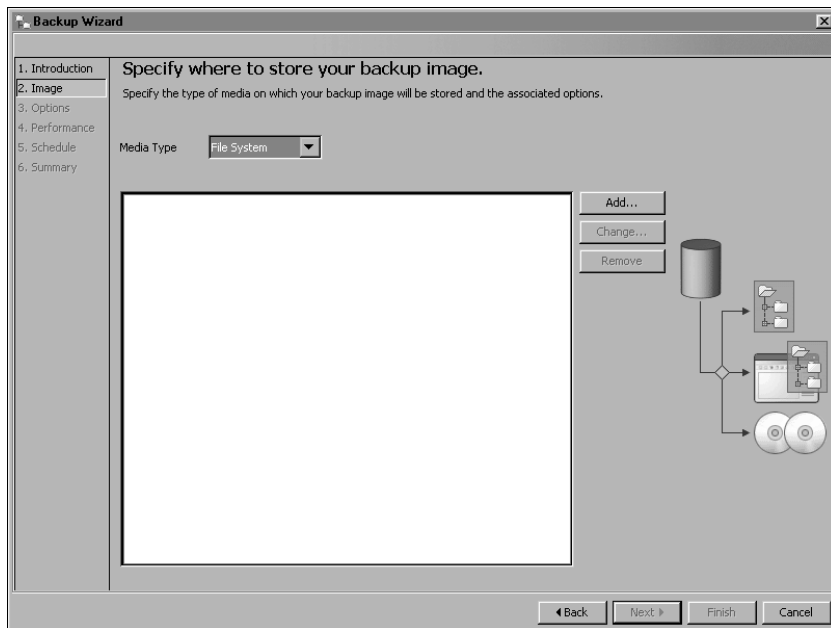 Backup Wizard
1. Introduction
2. Image
3. Options
4. Performance
5. Schedule
6. Summary
Specify where to store your backup image.
Specify the type of media on which your backup image will be stored and the associated options.
Media Type File System
Add...
Change...
Remove
Back Next Finish Cancel